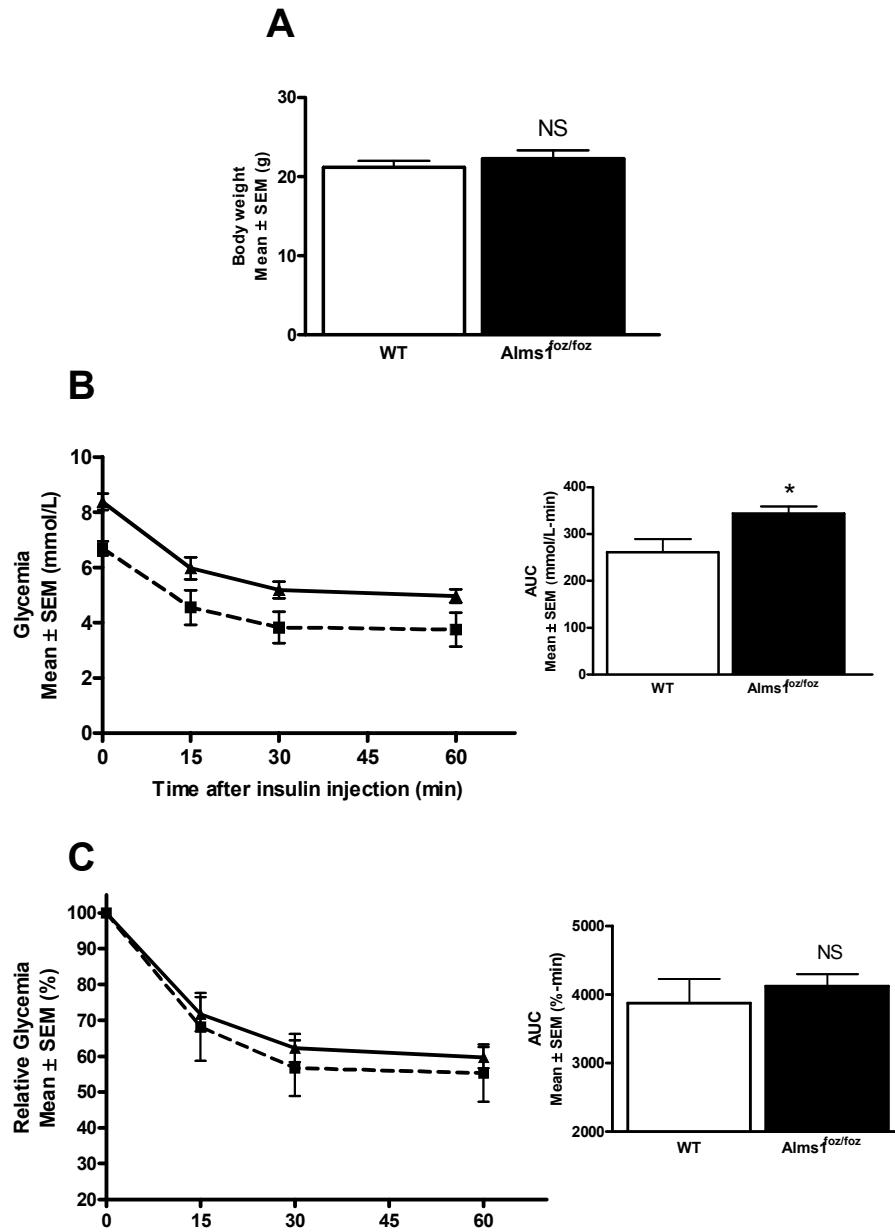 A
30
20
10
0
Body weight
Mean ± SEM (g)
NS
WT
Alms1foz/foz
B
10
8
6
4
2
0
Glycemia
Mean ± SEM (mmol/L)
0 15 30 45 60
Time after insulin injection (min)
400
300
200
100
0
AUC
Mean ± SEM (mmol/L-min)
*
WT
Alms1foz/foz
C
100
90
80
70
60
50
40
30
20
Relative Glycemia
Mean ± SEM (%)
0 15 30 45 60
5000
4000
3000
2000
AUC
Mean ± SEM (%-min)
NS
WT
Alms1foz/foz